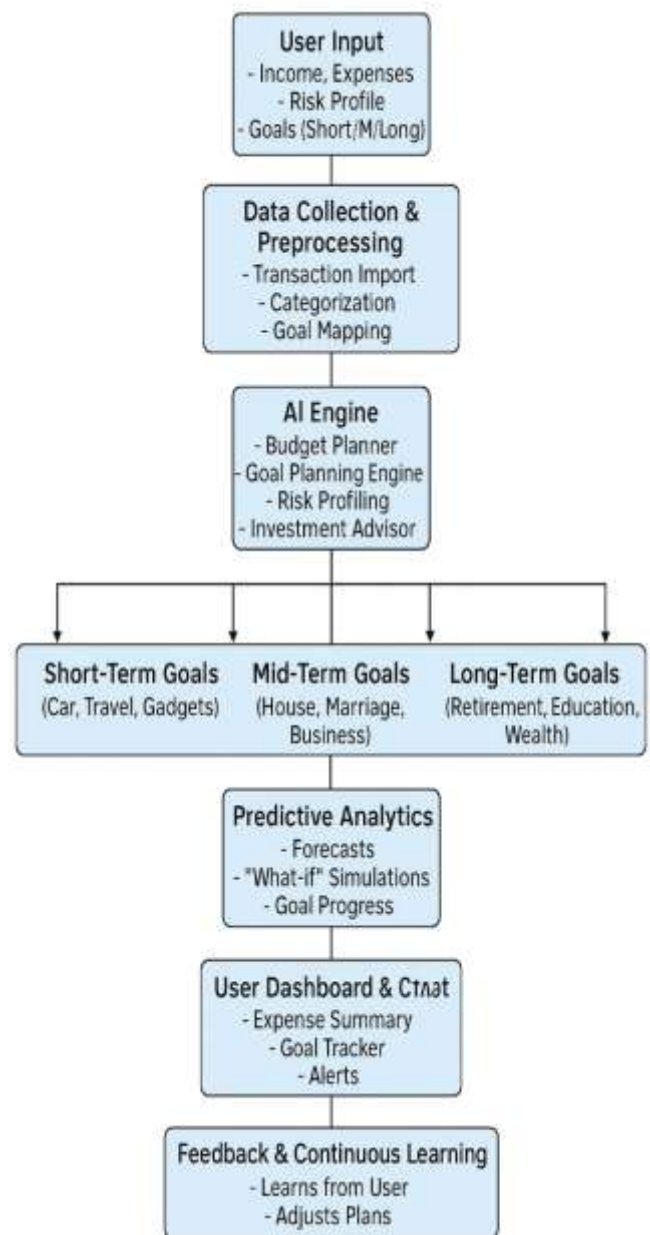 User Input
- Income, Expenses
- Risk Profile
- Goals (Short/M/Long)
Data Collection &
Preprocessing
- Transaction Import
- Categorization
- Goal Mapping
AI Engine
- Budget Planner
- Goal Planning Engine
- Risk Profiling
- Investment Advisor
Short-Term Goals
(Car, Travel, Gadgets)
Mid-Term Goals
(House, Marriage,
Business)
Long-Term Goals
(Retirement, Education,
Wealth)
Predictive Analytics
- Forecasts
- "What-if" Simulations
- Goal Progress
User Dashboard &
- Expense Summary
- Goal Tracker
- Alerts
Feedback & Continuous Learning
- Learns from User
- Adjusts Plans